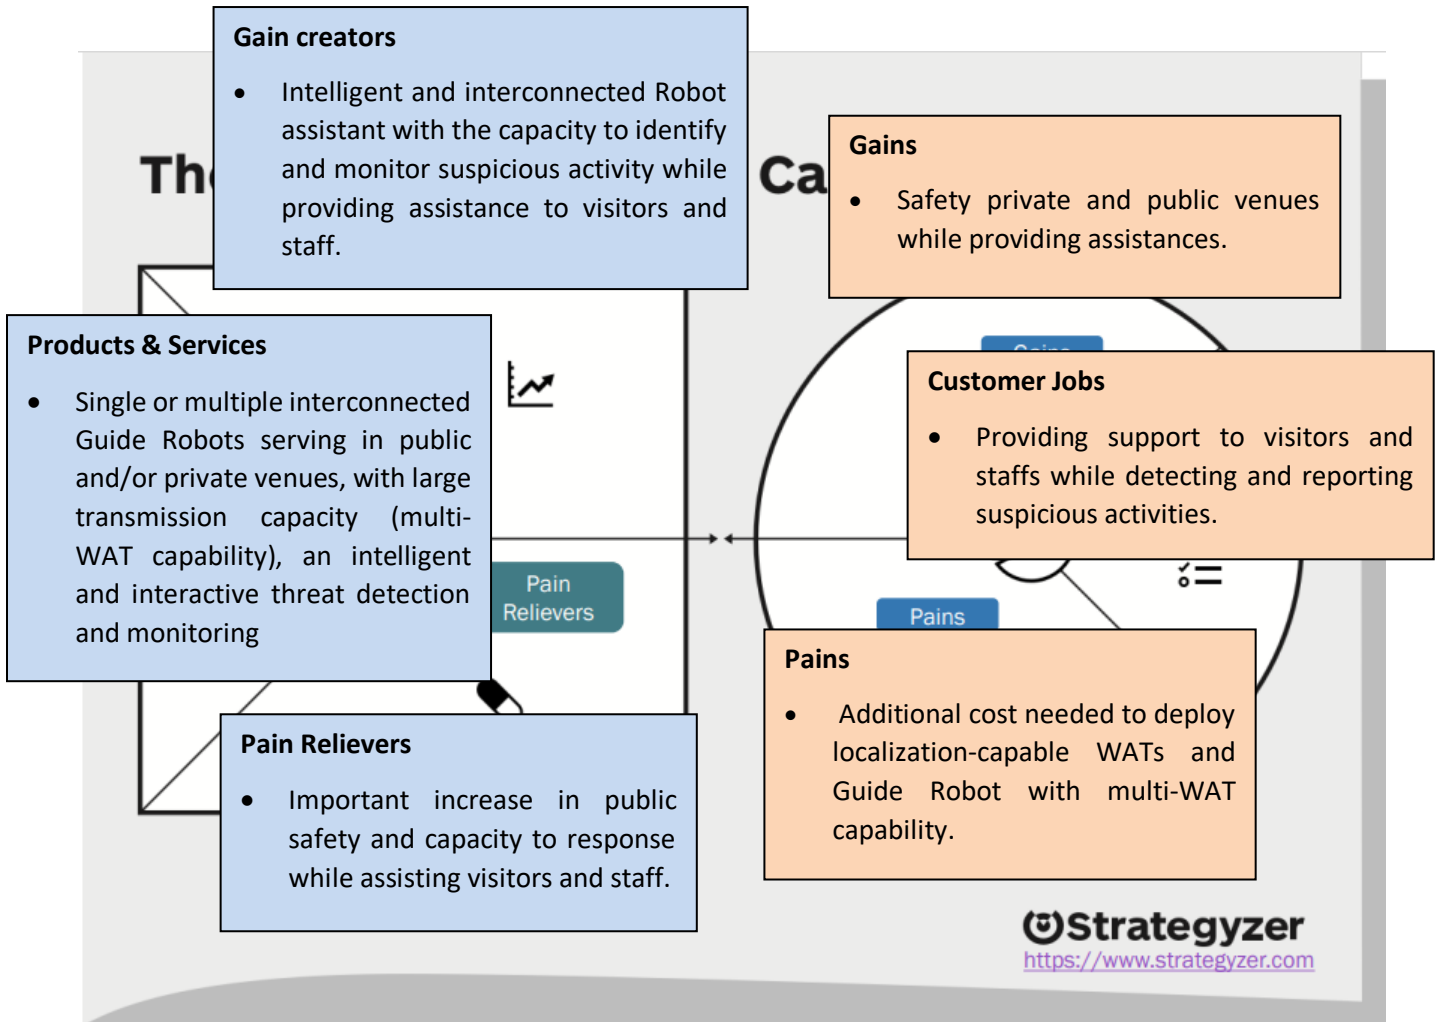 Gain creators
• Intelligent and interconnected Robot
assistant with the capacity to identify
and monitor suspicious activity while
providing assistance to visitors and
staff.
Th
Ca
Gains
• Safety private and public venues
while providing assistances.
Products & Services
• Single or multiple interconnected
Guide Robots serving in public
and/or private venues, with large
transmission capacity (multi-
WAT capability), an intelligent
and interactive threat detection
and monitoring
Gains
Customer Jobs
• Providing support to visitors and
staffs while detecting and reporting
suspicious activities.
Pain
Relievers
Pains
Pains
• Additional cost needed to deploy
localization-capable WATs and
Guide Robot with multi-WAT
capability.
Pain Relievers
• Important increase in public
safety and capacity to response
while assisting visitors and staff.
Strategyzer
https://www.strategyzer.com